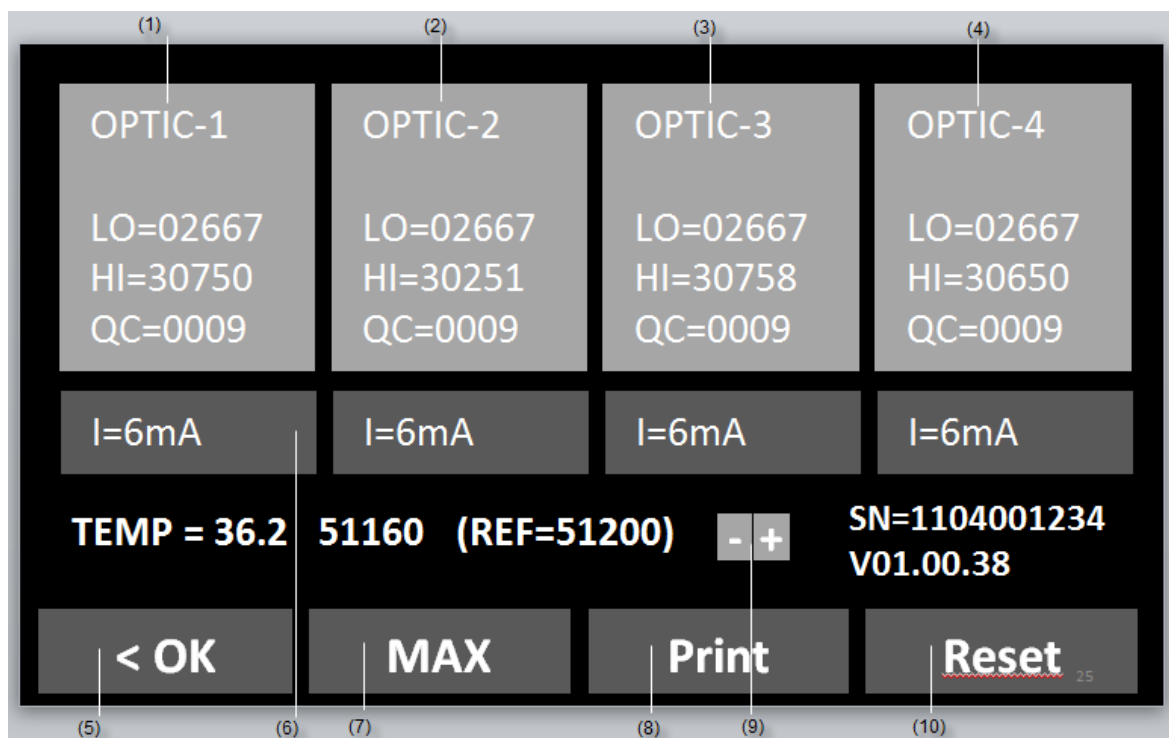 (1) (2) (3) (4)
OPTIC-1 OPTIC-2 OPTIC-3 OPTIC-4
LO=02667 LO=02667 LO=02667 LO=02667
HI=30750 HI=30251 HI=30758 HI=30650
QC=0009 QC=0009 QC=0009 QC=0009
I=6mA I=6mA I=6mA I=6mA
TEMP = 36.2 51160 (REF=51200) - + SN=1104001234
V01.00.38
< OK MAX Print Reset
25
(5) (6) (7) (8) (9) (10)